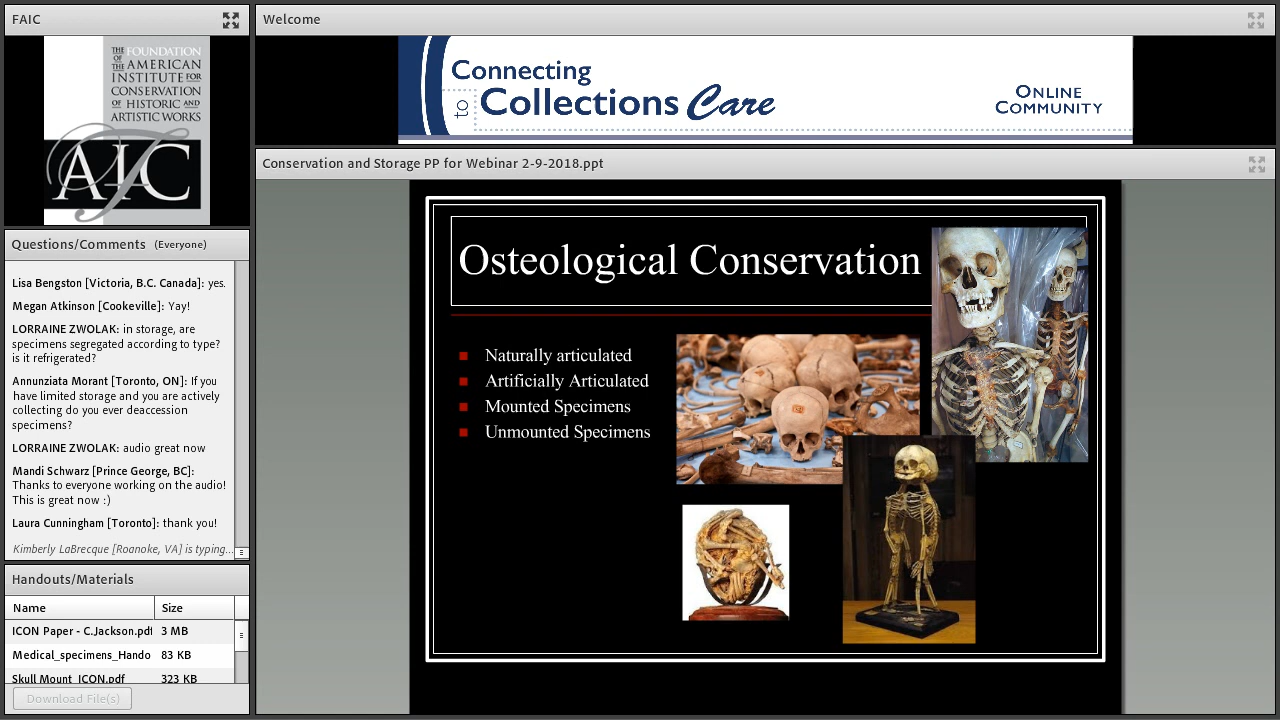 FAIC
THE FOUNDATION
OF THE AMERICAN
INSTITUTE FOR
CONSERVATION
OF HISTORIC AND
ARTISTIC WORKS
AIC
Questions/Comments (Everyone)
Lisa Bengston [Victoria, B.C. Canada]: yes.
Megan Atkinson [Cookeville]: Yay!
LORRAINE ZWOLAK: in storage, are
specimens segregated according to type?
is it refrigerated?
Annunziata Morant [Toronto, ON]: If you
have limited storage and you are actively
collecting do you ever deaccession
specimens?
LORRAINE ZWOLAK: audio great now
Mandi Schwarz [Prince George, BC]:
Thanks to everyone working on the audio!
This is great now :)
Laura Cunningham [Toronto]: thank you!
Kimberly LaBrecque [Roanoke, VA] is typing...
Handouts/Materials
Name Size
ICON Paper - C.Jackson.pdf 3 MB
Medical_specimens_Hando 83 KB
Skull Mount_ICON.pdf 323 KB
Download File(s)
Welcome
Connecting
to Collections Care
ONLINE
COMMUNITY
Conservation and Storage PP for Webinar 2-9-2018.ppt
Osteological Conservation
Naturally articulated
Artificially Articulated
Mounted Specimens
Unmounted Specimens